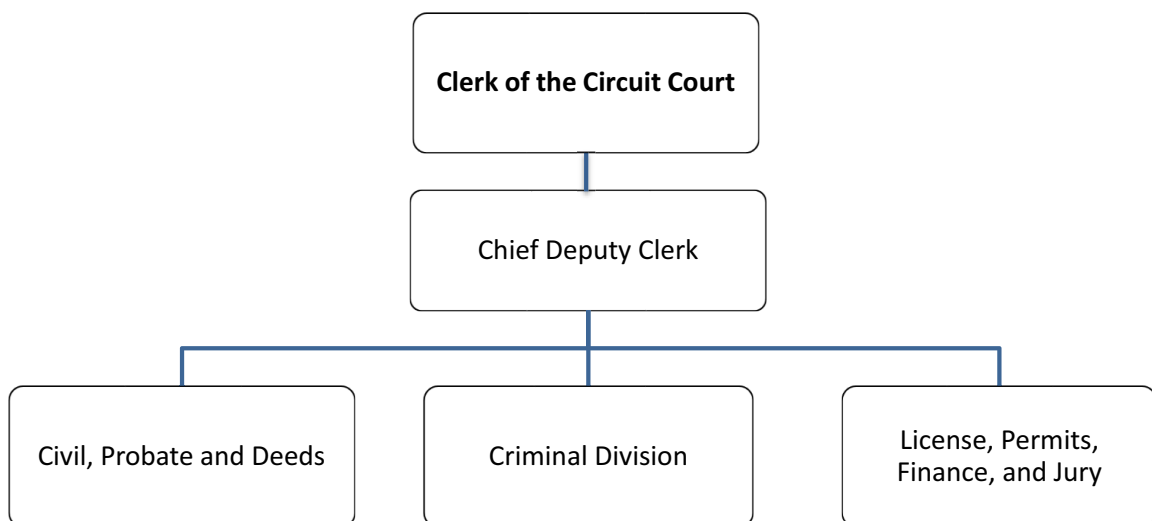 Clerk of the Circuit Court
Chief Deputy Clerk
Civil, Probate and Deeds
Criminal Division
License, Permits,
Finance, and Jury